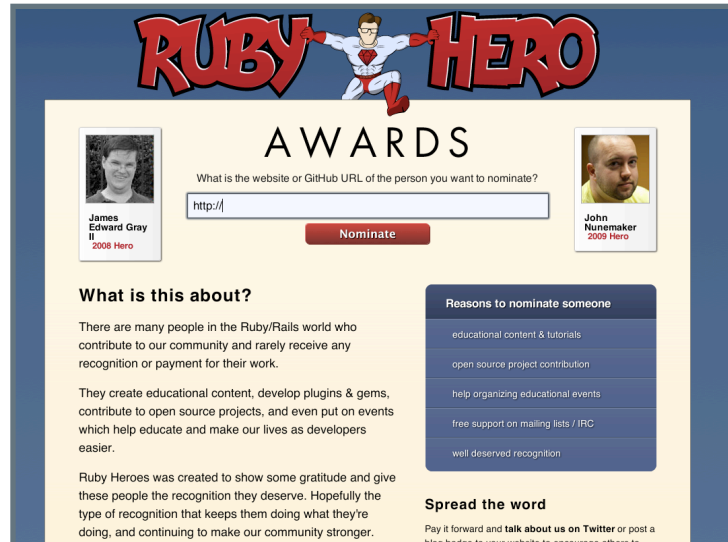 RUBY HERO
AWARDS
What is the website or GitHub URL of the person you want to nominate?
http://
Nominate
James
Edward Gray
II
2008 Hero
John
Nunemaker
2009 Hero
What is this about?
There are many people in the Ruby/Rails world who
contribute to our community and rarely receive any
recognition or payment for their work.
They create educational content, develop plugins & gems,
contribute to open source projects, and even put on events
which help educate and make our lives as developers
easier.
Ruby Heroes was created to show some gratitude and give
these people the recognition they deserve. Hopefully the
type of recognition that keeps them doing what they're
doing, and continuing to make our community stronger.
Reasons to nominate someone
educational content & tutorials
open source project contribution
help organizing educational events
free support on mailing lists / IRC
well deserved recognition
Spread the word
Pay it forward and talk about us on Twitter or post a